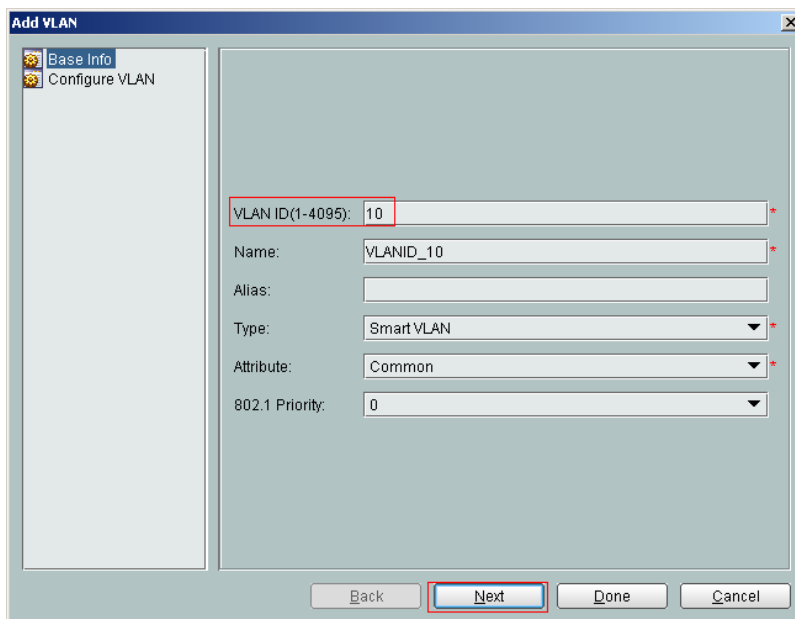 Add VLAN
Base Info
Configure VLAN
VLAN ID(1-4095): 10 *
Name: VLANID_10 *
Alias:
Type: Smart VLAN *
Attribute: Common *
802.1 Priority: 0
Back Next Done Cancel